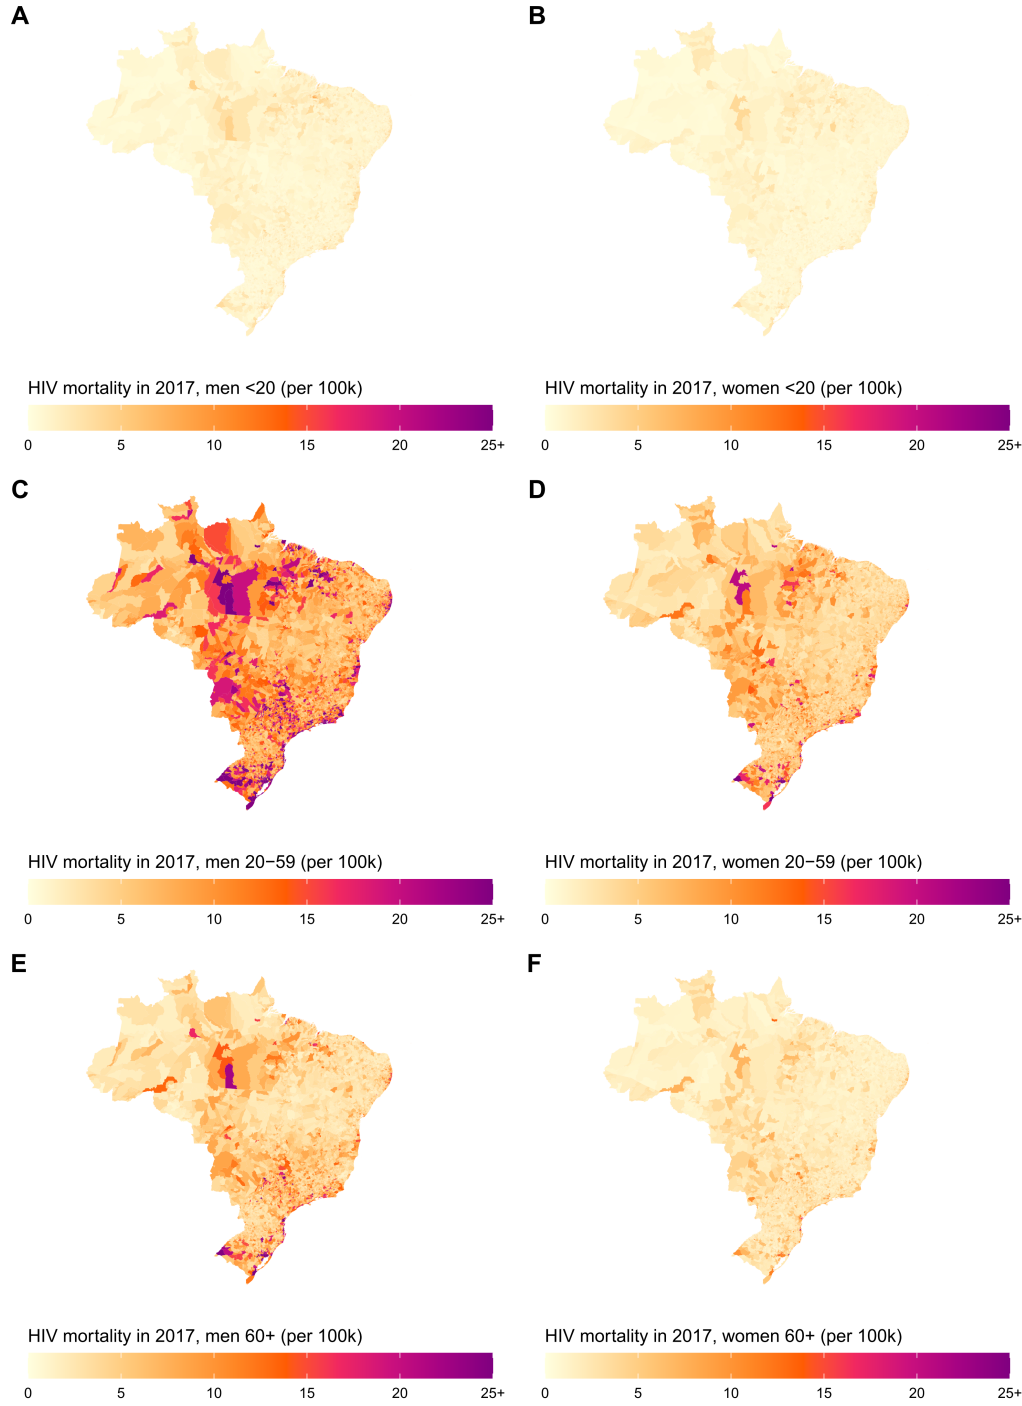 A
B
HIV mortality in 2017, men <20 (per 100k)
HIV mortality in 2017, women <20 (per 100k)
0 5 10 15 20 25+
0 5 10 15 20 25+
C
D
HIV mortality in 2017, men 20−59 (per 100k)
HIV mortality in 2017, women 20−59 (per 100k)
0 5 10 15 20 25+
0 5 10 15 20 25+
E
F
HIV mortality in 2017, men 60+ (per 100k)
HIV mortality in 2017, women 60+ (per 100k)
0 5 10 15 20 25+
0 5 10 15 20 25+